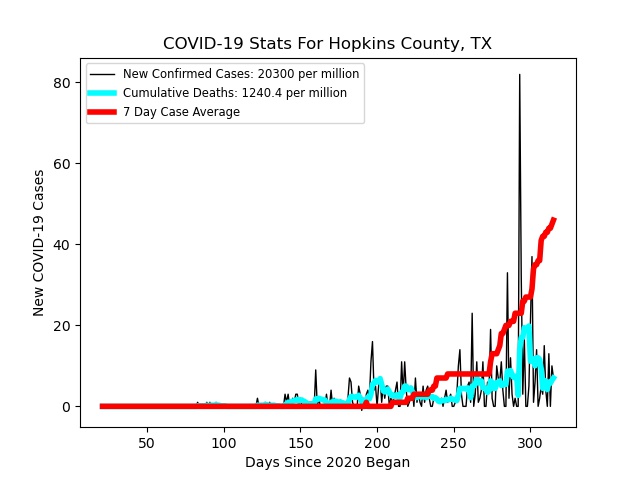 COVID-19 Stats For Hopkins County, TX
New Confirmed Cases: 20300 per million
Cumulative Deaths: 1240.4 per million
7 Day Case Average
New COVID-19 Cases
80
60
40
20
0
50 100 150 200 250 300
Days Since 2020 Began